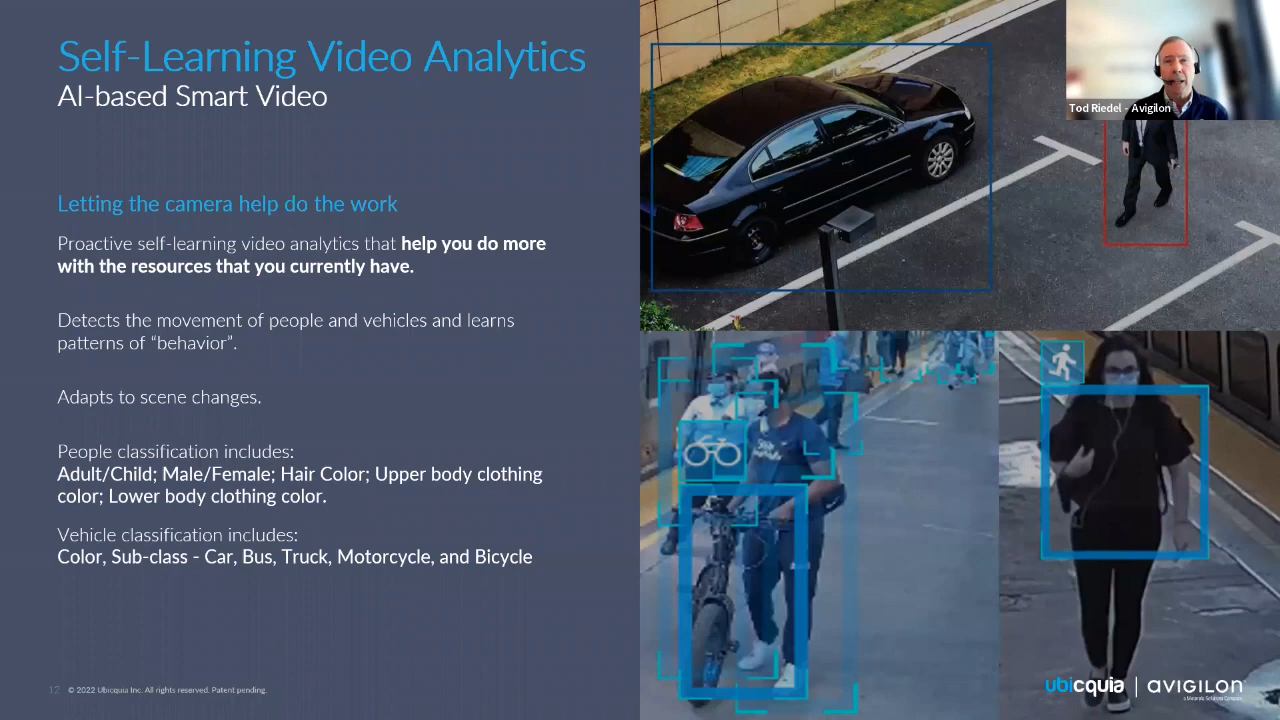 Self-Learning Video Analytics
AI-based Smart Video
Letting the camera help do the work
Proactive self-learning video analytics that help you do more
with the resources that you currently have.
Detects the movement of people and vehicles and learns
patterns of “behavior”.
Adapts to scene changes.
People classification includes:
Adult/Child; Male/Female; Hair Color; Upper body clothing
color; Lower body clothing color.
Vehicle classification includes:
Color, Sub-class - Car, Bus, Truck, Motorcycle, and Bicycle
12 © 2022 Ubicquia Inc. All rights reserved. Patent pending.
Tod Riedel - Avigilon
ubicquia | AVIGILON
a Motorola Solutions Company